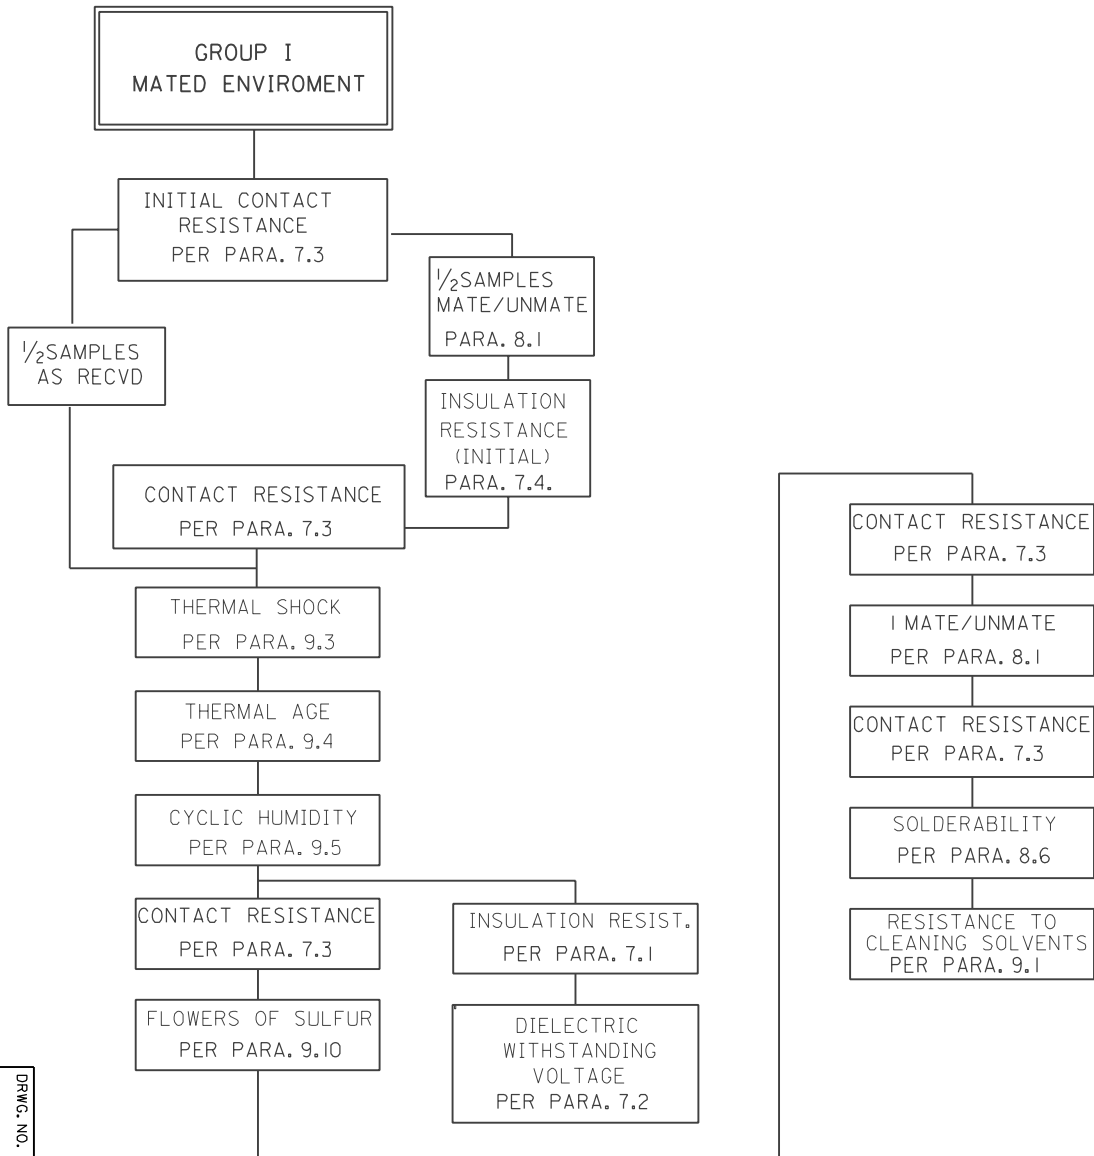 GROUP I
MATED ENVIROMENT
INITIAL CONTACT
RESISTANCE
PER PARA. 7.3
1/2 SAMPLES
AS RECVD
1/2 SAMPLES
MATE/UNMATE
PARA. 8.1
INSULATION
RESISTANCE
(INITIAL)
PARA. 7.4.
CONTACT RESISTANCE
PER PARA. 7.3
THERMAL SHOCK
PER PARA. 9.3
THERMAL AGE
PER PARA. 9.4
CYCLIC HUMIDITY
PER PARA. 9.5
CONTACT RESISTANCE
PER PARA. 7.3
FLOWERS OF SULFUR
PER PARA. 9.10
INSULATION RESIST.
PER PARA. 7.1
DIELECTRIC
WITHSTANDING
VOLTAGE
PER PARA. 7.2
CONTACT RESISTANCE
PER PARA. 7.3
1 MATE/UNMATE
PER PARA. 8.1
CONTACT RESISTANCE
PER PARA. 7.3
SOLDERABILITY
PER PARA. 8.6
RESISTANCE TO
CLEANING SOLVENTS
PER PARA. 9.1
DRWG. NO.